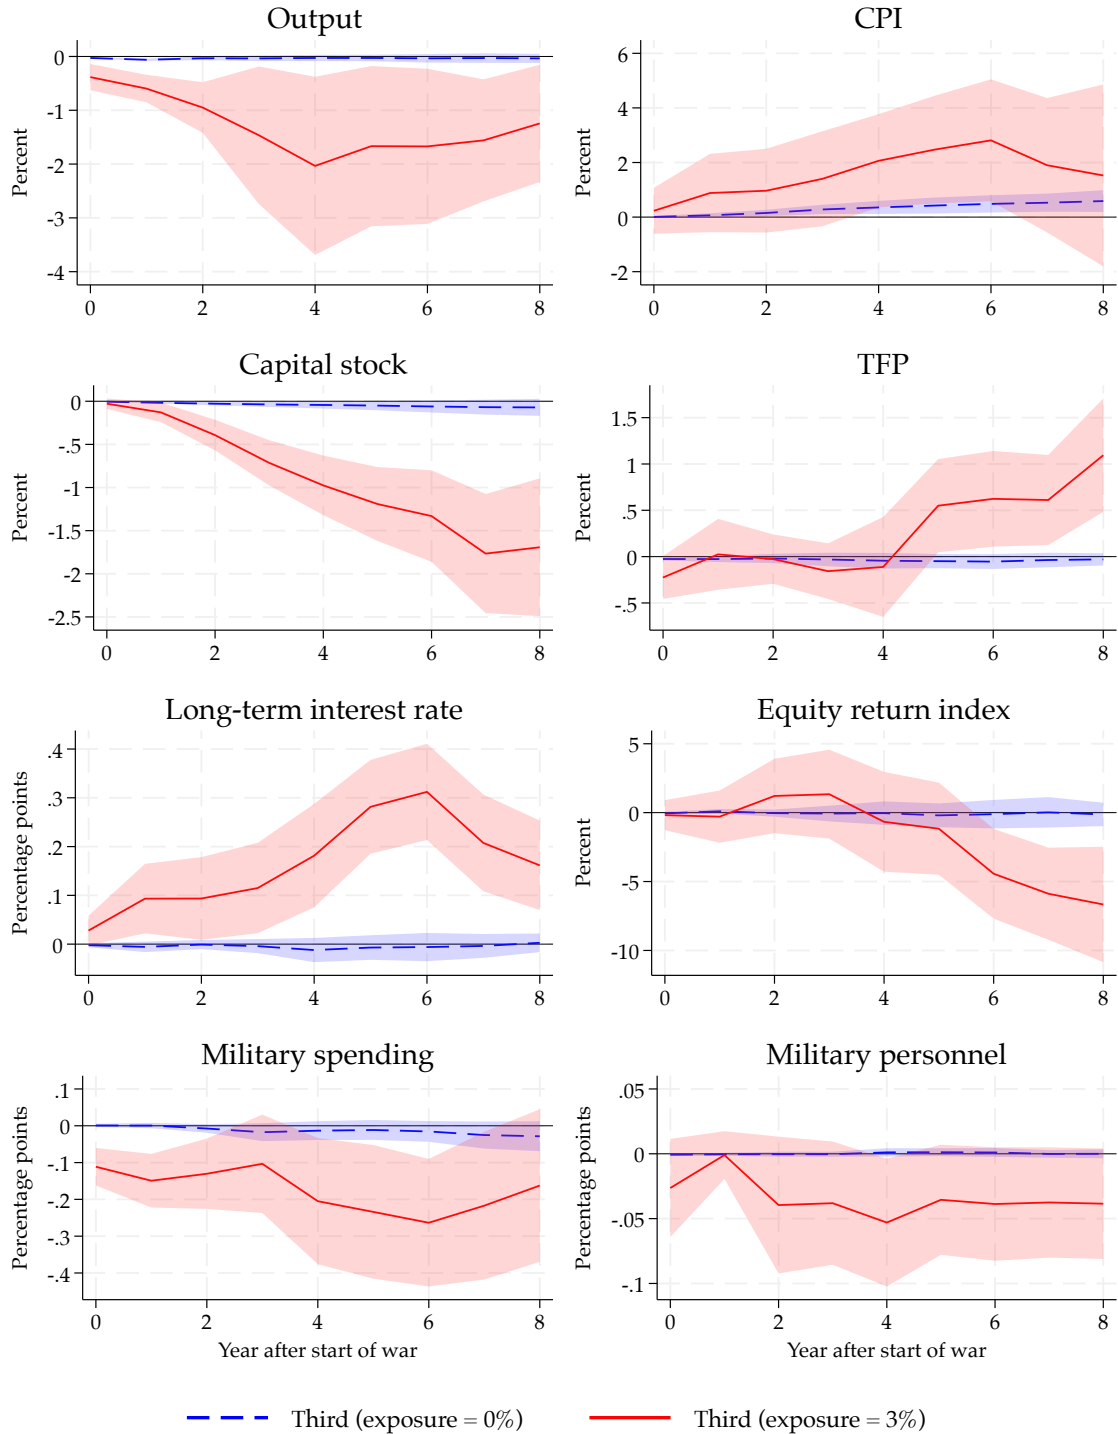 Output
CPI
Percent
0
-1
-2
-3
-4
0 2 4 6 8
Percent
6
4
2
0
-2
0 2 4 6 8
Capital stock
TFP
Percent
0
-.5
-1
-1.5
-2
-2.5
0 2 4 6 8
Percent
1.5
1
.5
0
-.5
0 2 4 6 8
Long-term interest rate
Equity return index
Percentage points
.4
.3
.2
.1
0
0 2 4 6 8
Percent
5
0
-5
-10
0 2 4 6 8
Military spending
Military personnel
Percentage points
.1
0
-.1
-.2
-.3
-.4
0 2 4 6 8
Year after start of war
Percentage points
.05
0
-.05
-.1
0 2 4 6 8
Year after start of war
Third (exposure = 0%)
Third (exposure = 3%)